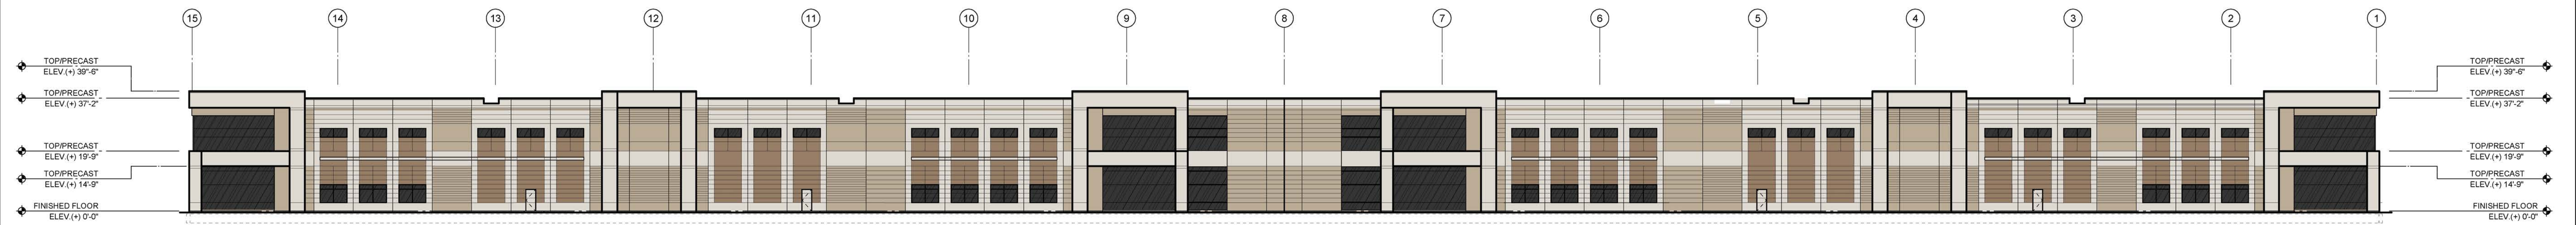 15 14 13 12 11 10 9 8 7 6 5 4 3 2 1
TOP/PRECAST
ELEV.(+) 39"-6"
TOP/PRECAST
ELEV.(+) 37'-2"
TOP/PRECAST
ELEV.(+) 19'-9"
TOP/PRECAST
ELEV.(+) 14'-9"
FINISHED FLOOR
ELEV.(+) 0'-0"
TOP/PRECAST
ELEV.(+) 39"-6"
TOP/PRECAST
ELEV.(+) 37'-2"
TOP/PRECAST
ELEV.(+) 19'-9"
TOP/PRECAST
ELEV.(+) 14'-9"
FINISHED FLOOR
ELEV.(+) 0'-0"